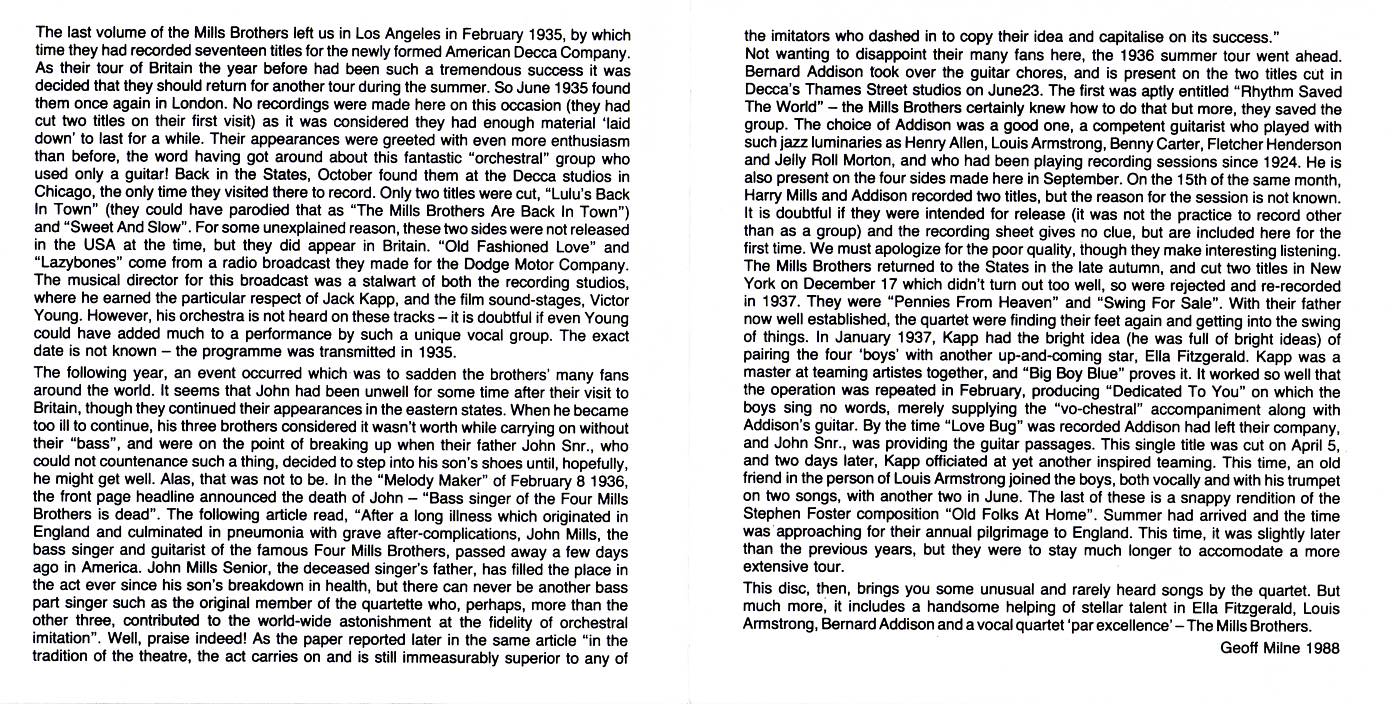 The last volume of the Mills Brothers left us in Los Angeles in February 1935, by which
time they had recorded seventeen titles for the newly formed American Decca Company.
As their tour of Britain the year before had been such a tremendous success it was
decided that they should return for another tour during the summer. So June 1935 found
them once again in London. No recordings were made here on this occasion (they had
cut two titles on their first visit) as it was considered they had enough material ‘laid
down’ to last for a while. Their appearances were greeted with even more enthusiasm
than before, the word having got around about this fantastic “orchestral” group who
used only a guitar! Back in the States, October found them at the Decca studios in
Chicago, the only time they visited there to record. Only two titles were cut, “Lulu’s Back
In Town” (they could have parodied that as “The Mills Brothers Are Back In Town”)
and “Sweet And Slow”. For some unexplained reason, these two sides were not released
in the USA at the time, but they did appear in Britain. “Old Fashioned Love” and
“Lazybones” come from a radio broadcast they made for the Dodge Motor Company.
The musical director for this broadcast was a stalwart of both the recording studios,
where he earned the particular respect of Jack Kapp, and the film sound-stages, Victor
Young. However, his orchestra is not heard on these tracks – it is doubtful if even Young
could have added much to a performance by such a unique vocal group. The exact
date is not known – the programme was transmitted in 1935.
The following year, an event occurred which was to sadden the brothers’ many fans
around the world. It seems that John had been unwell for some time after their visit to
Britain, though they continued their appearances in the eastern states. When he became
too ill to continue, his three brothers considered it wasn’t worth while carrying on without
their “bass”, and were on the point of breaking up when their father John Snr., who
could not countenance such a thing, decided to step into his son’s shoes until, hopefully,
he might get well. Alas, that was not to be. In the “Melody Maker” of February 8 1936,
the front page headline announced the death of John – “Bass singer of the Four Mills
Brothers is dead”. The following article read, “After a long illness which originated in
England and culminated in pneumonia with grave after-complications, John Mills, the
bass singer and guitarist of the famous Four Mills Brothers, passed away a few days
ago in America. John Mills Senior, the deceased singer’s father, has filled the place in
the act ever since his son’s breakdown in health, but there can never be another bass
part singer such as the original member of the quartette who, perhaps, more than the
other three, contributed to the world-wide astonishment at the fidelity of orchestral
imitation”. Well, praise indeed! As the paper reported later in the same article “in the
tradition of the theatre, the act carries on and is still immeasurably superior to any of
the imitators who dashed in to copy their idea and capitalise on its success.”
Not wanting to disappoint their many fans here, the 1936 summer tour went ahead.
Bernard Addison took over the guitar chores, and is present on the two titles cut in
Decca’s Thames Street studios on June23. The first was aptly entitled “Rhythm Saved
The World” – the Mills Brothers certainly knew how to do that but more, they saved the
group. The choice of Addison was a good one, a competent guitarist who played with
such jazz luminaries as Henry Allen, Louis Armstrong, Benny Carter, Fletcher Henderson
and Jelly Roll Morton, and who had been playing recording sessions since 1924. He is
also present on the four sides made here in September. On the 15th of the same month,
Harry Mills and Addison recorded two titles, but the reason for the session is not known.
It is doubtful if they were intended for release (it was not the practice to record other
than as a group) and the recording sheet gives no clue, but are included here for the
first time. We must apologize for the poor quality, though they make interesting listening.
The Mills Brothers returned to the States in the late autumn, and cut two titles in New
York on December 17 which didn’t turn out too well, so were rejected and re-recorded
in 1937. They were “Pennies From Heaven” and “Swing For Sale”. With their father
now well established, the quartet were finding their feet again and getting into the swing
of things. In January 1937, Kapp had the bright idea (he was full of bright ideas) of
pairing the four ‘boys’ with another up-and-coming star, Ella Fitzgerald. Kapp was a
master at teaming artistes together, and “Big Boy Blue” proves it. It worked so well that
the operation was repeated in February, producing “Dedicated To You” on which the
boys sing no words, merely supplying the “vo-chestral” accompaniment along with
Addison’s guitar. By the time “Love Bug” was recorded Addison had left their company,
and John Snr., was providing the guitar passages. This single title was cut on April 5,
and two days later, Kapp officiated at yet another inspired teaming. This time, an old
friend in the person of Louis Armstrong joined the boys, both vocally and with his trumpet
on two songs, with another two in June. The last of these is a snappy rendition of the
Stephen Foster composition “Old Folks At Home”. Summer had arrived and the time
was approaching for their annual pilgrimage to England. This time, it was slightly later
than the previous years, but they were to stay much longer to accomodate a more
extensive tour.
This disc, then, brings you some unusual and rarely heard songs by the quartet. But
much more, it includes a handsome helping of stellar talent in Ella Fitzgerald, Louis
Armstrong, Bernard Addison and a vocal quartet ‘par excellence’ – The Mills Brothers.
Geoff Milne 1988